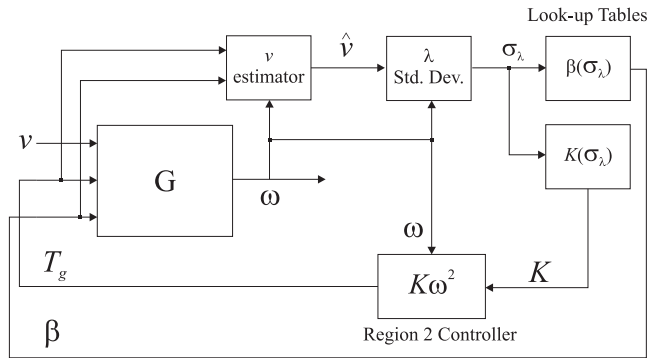 Look-up Tables
v
estimator
v̂
λ
Std. Dev.
σλ
β(σλ)
v
G
ω
K(σλ)
ω
Tg
Kω²
K
β
Region 2 Controller